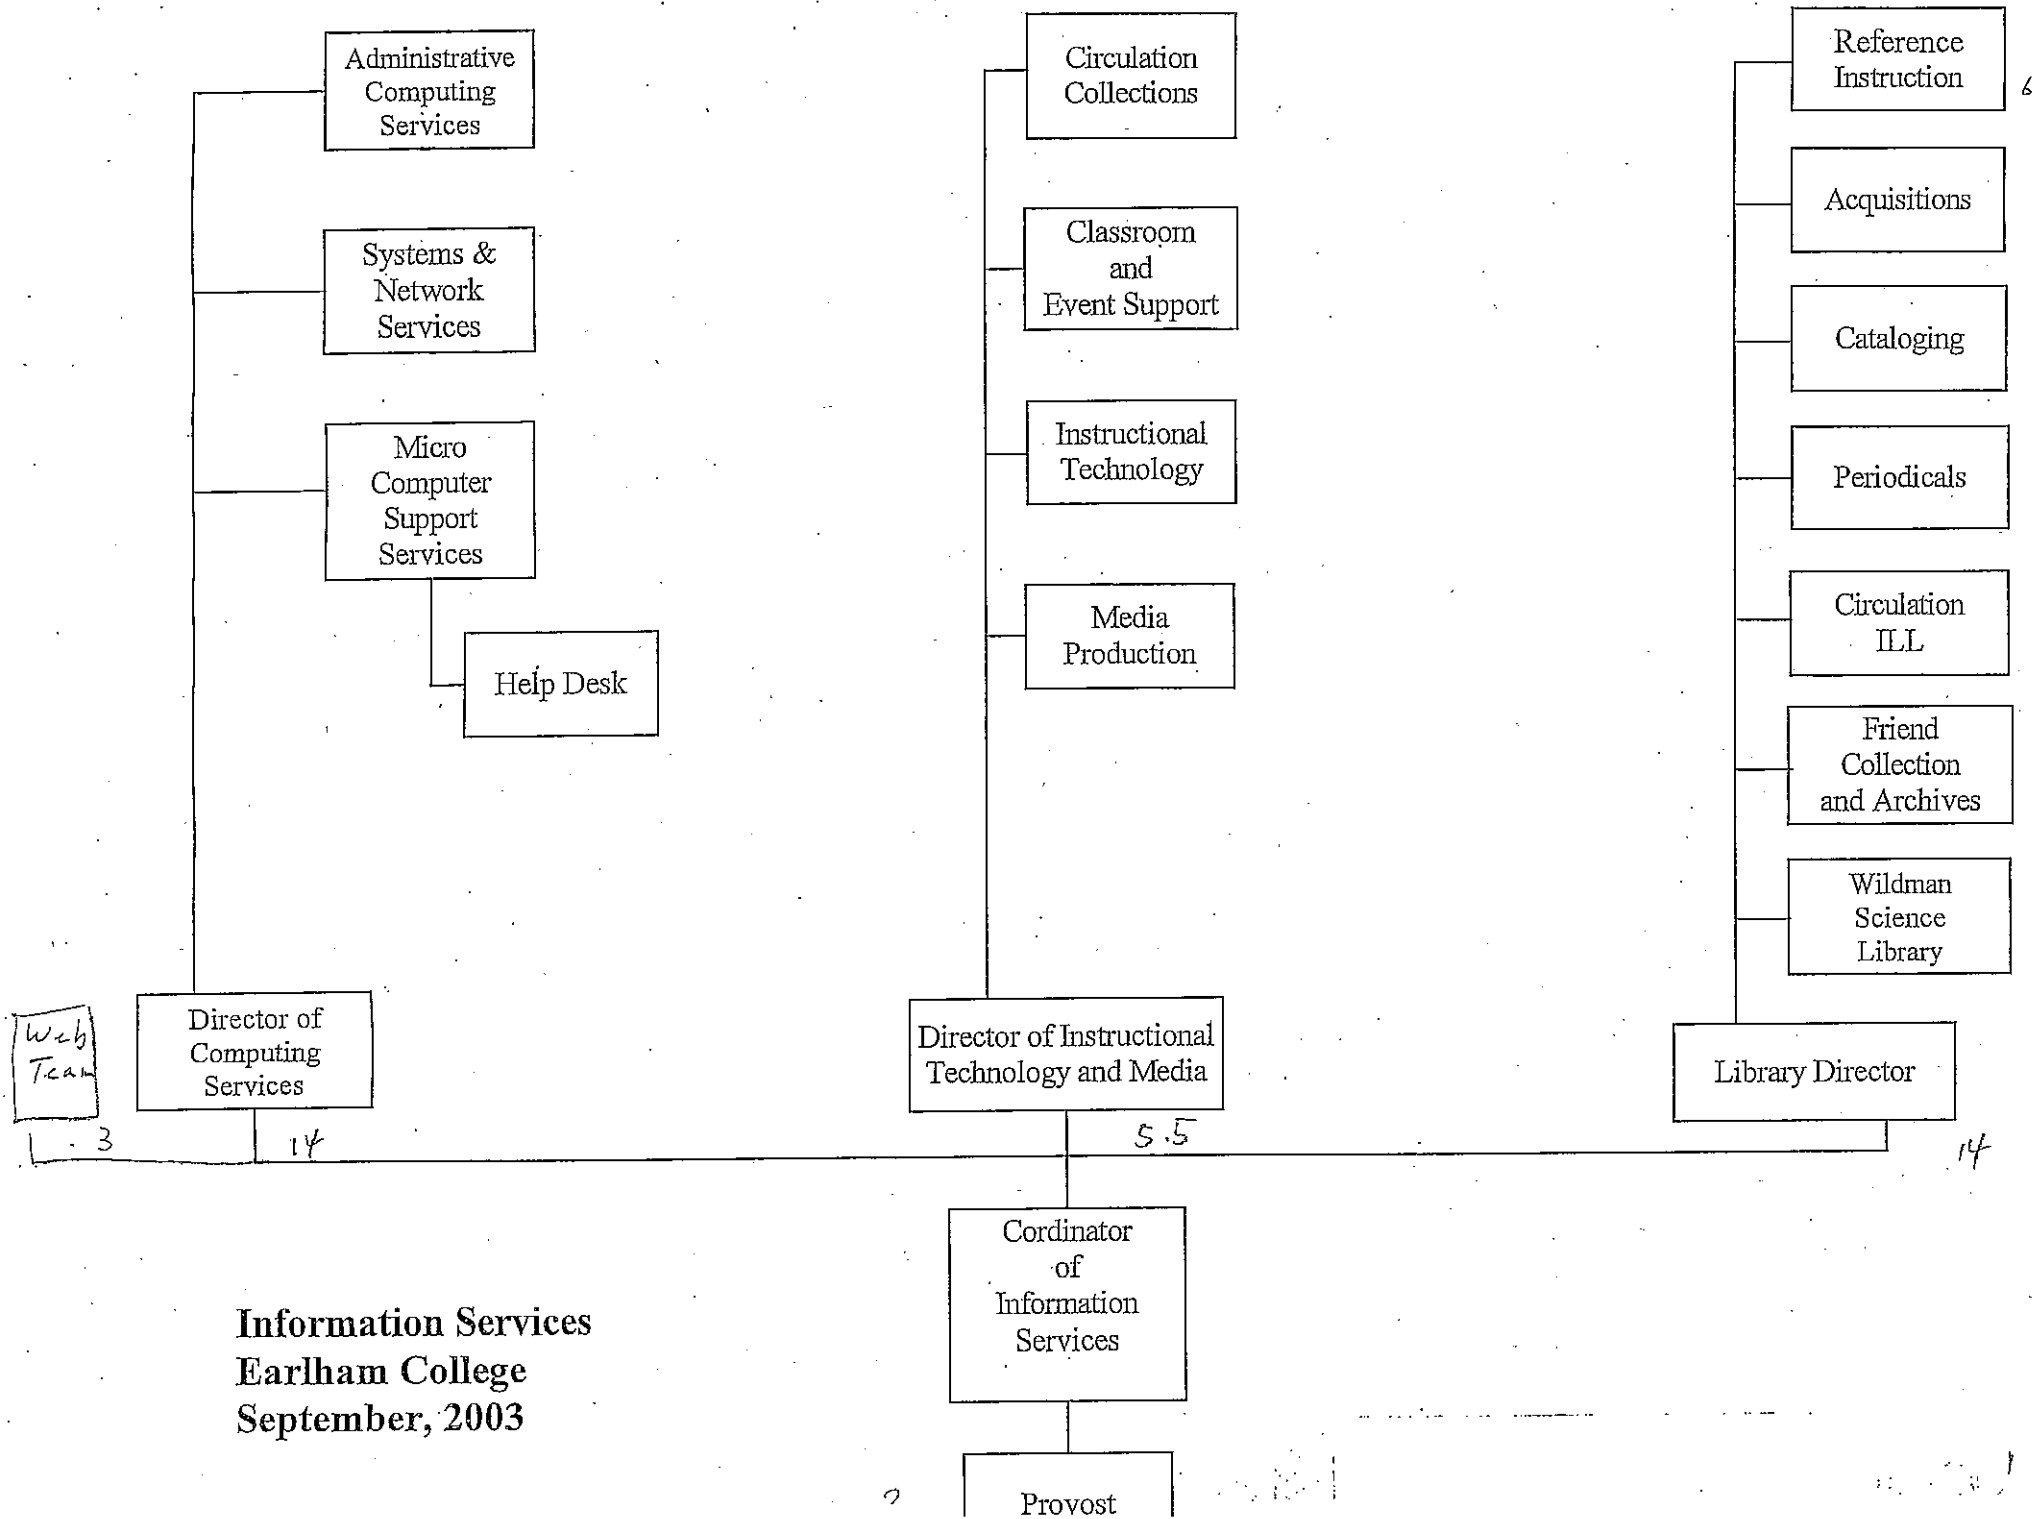 Administrative
Computing
Services
Systems &
Network
Services
Micro
Computer
Support
Services
Help Desk
Director of
Computing
Services
Web
Team
3
14
Circulation
Collections
Classroom
and
Event Support
Instructional
Technology
Media
Production
Director of Instructional
Technology and Media
5.5
Reference
Instruction
6
Acquisitions
Cataloging
Periodicals
Circulation
ILL
Friend
Collection
and Archives
Wildman
Science
Library
Library Director
14
Cordinator
of
Information
Services
Provost
Information Services
Earlham College
September, 2003